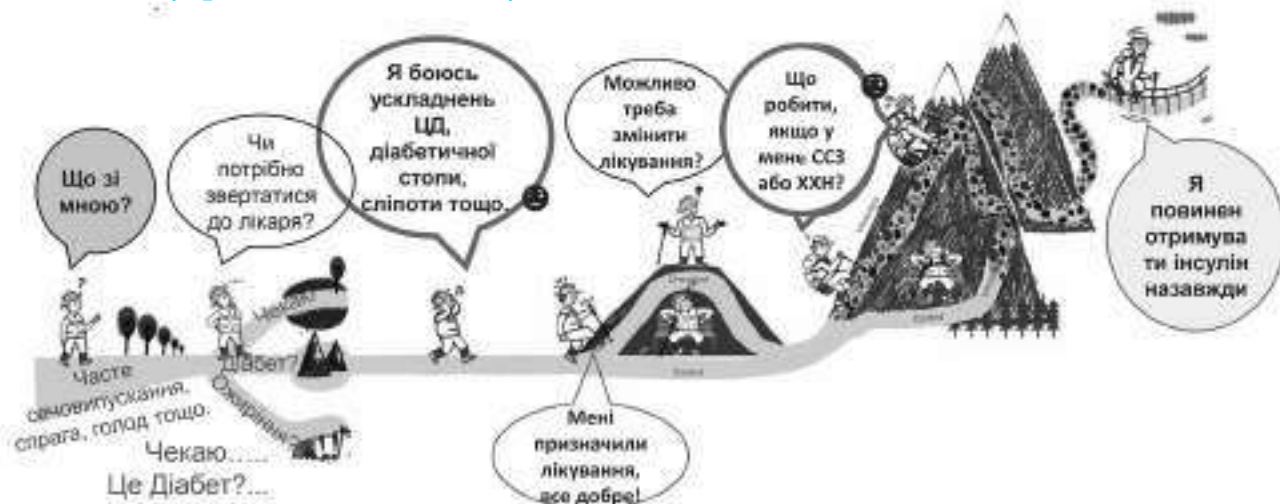 Що зі
мною?
Чи
потрібно
звертатися
до лікаря?
Я боюсь
ускладнень
ЦД,
діабетичної
стопи,
сліпоти тощо.
Можливо
треба
змінити
лікування?
Що
робити,
якщо у
мене ССЗ
або ХХН?
Я
повинен
отримува
ти інсулін
назавжди
Мені
призначили
лікування,
все добре!
Чекаю
Діабет?
Ожиріння?
Часте
сечовипускання,
спрага, голод тощо.
Чекаю.....
Це Діабет?...